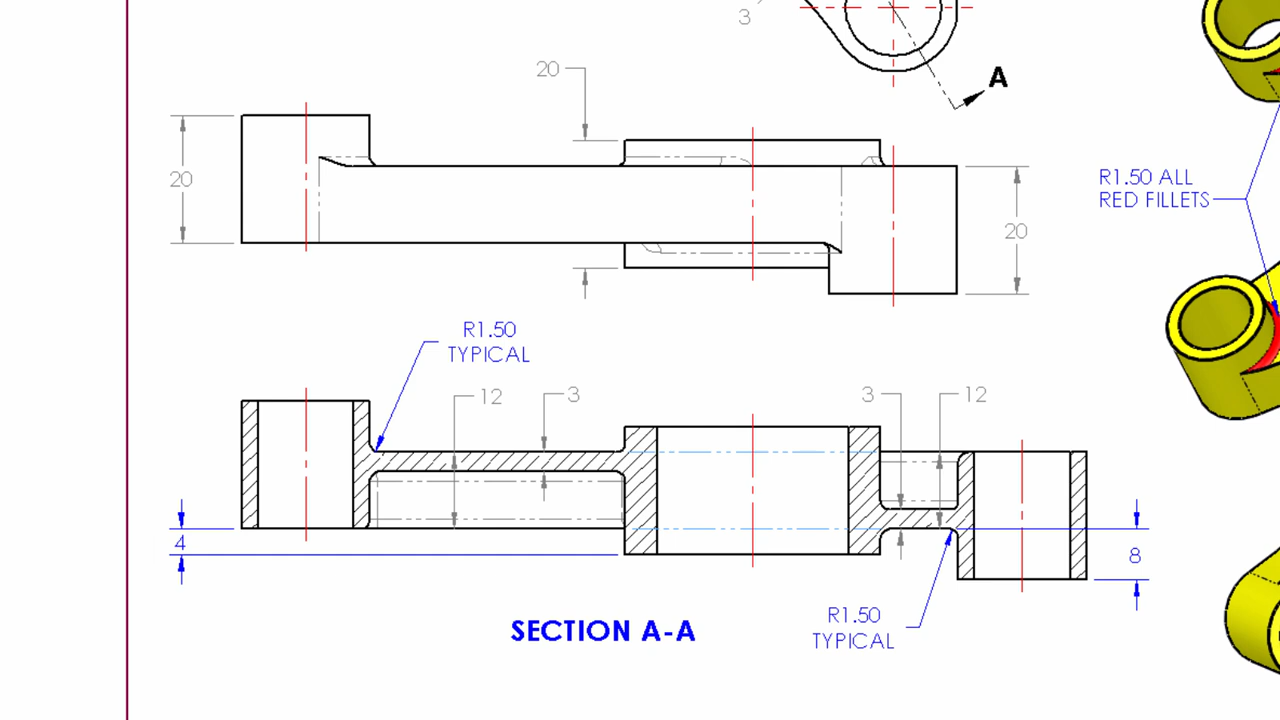 3
A
20
20
R1.50 ALL
RED FILLETS
20
R1.50
TYPICAL
12
3
3
12
4
8
R1.50
TYPICAL
SECTION A-A